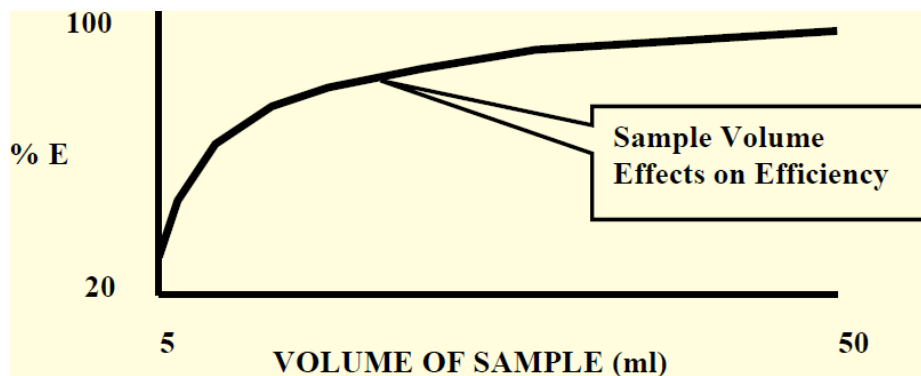 100
% E
Sample Volume
Effects on Efficiency
20
5
50
VOLUME OF SAMPLE (ml)